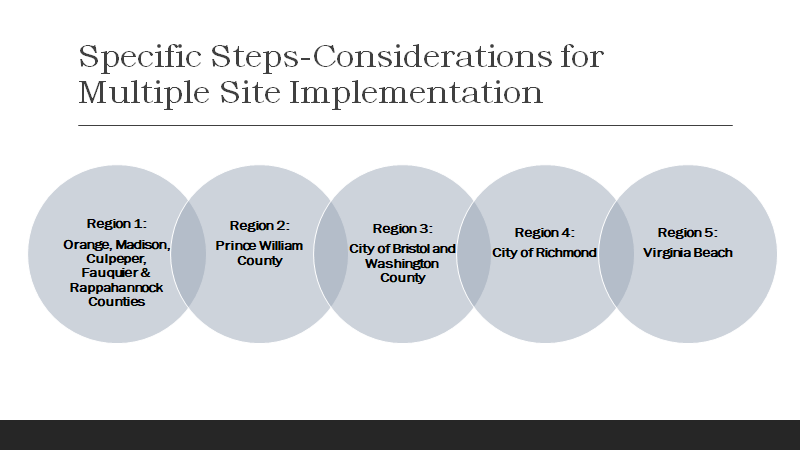 Specific Steps-Considerations for
Multiple Site Implementation
Region 1:
Orange, Madison,
Culpeper,
Fauquier &
Rappahannock
Counties
Region 2:
Prince William
County
Region 3:
City of Bristol and
Washington
County
Region 4:
City of Richmond
Region 5:
Virginia Beach